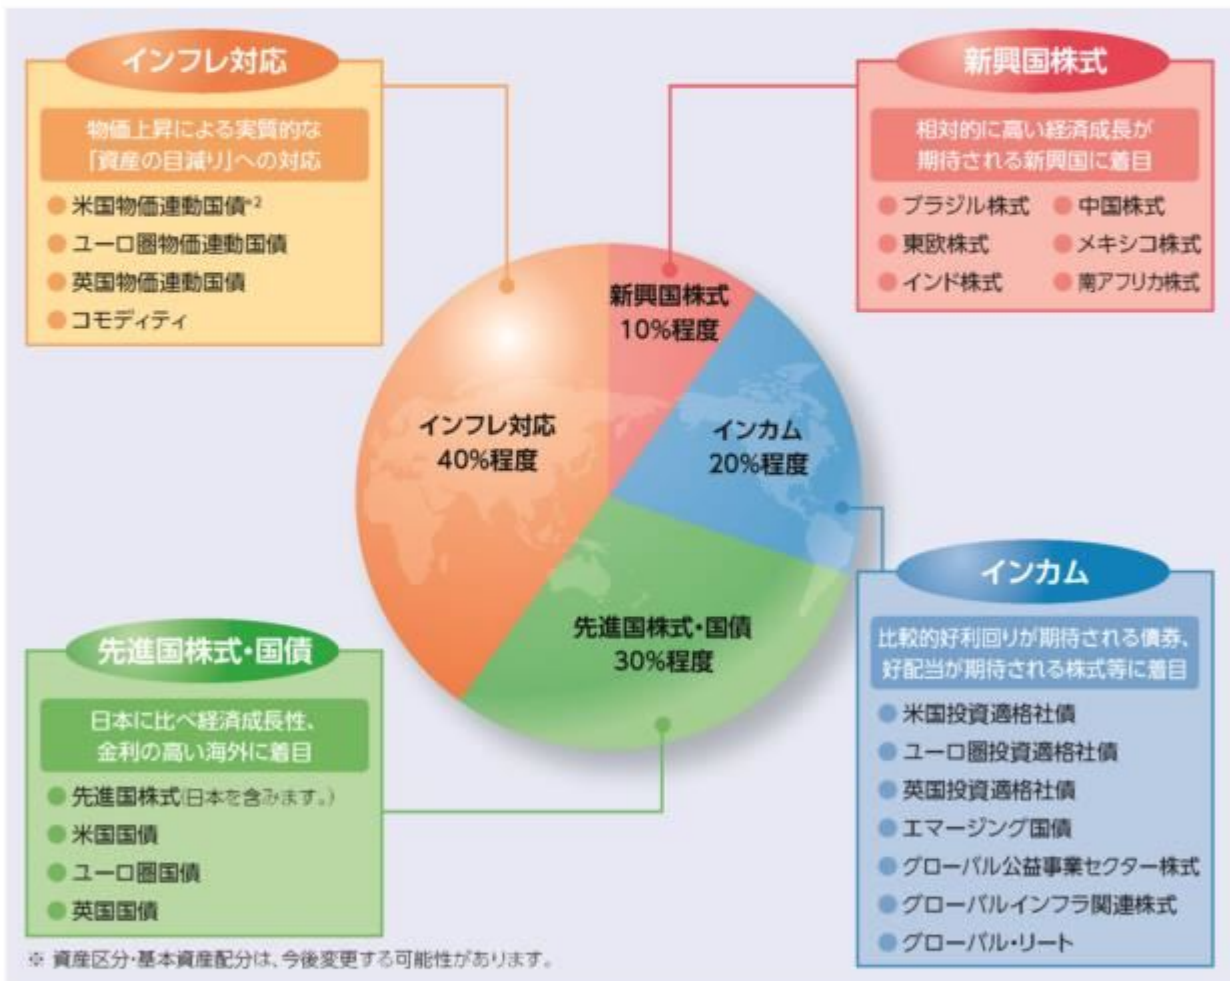 インフレ対応
物価上昇による実質的な
「資産の目減り」への対応
米国物価連動国債※2
ユーロ圏物価連動国債
英国物価連動国債
コモディティ
新興国株式
相対的に高い経済成長が
期待される新興国に着目
ブラジル株式
中国株式
東欧株式
メキシコ株式
インド株式
南アフリカ株式
新興国株式
10%程度
インカム
20%程度
インフレ対応
40%程度
先進国株式・国債
30%程度
先進国株式・国債
日本に比べ経済成長性、
金利の高い海外に着目
先進国株式(日本を含みます。)
米国国債
ユーロ圏国債
英国国債
インカム
比較的好利回りが期待される債券、
好配当が期待される株式等に着目
米国投資適格社債
ユーロ圏投資適格社債
英国投資適格社債
エマージング国債
グローバル公益事業セクター株式
グローバルインフラ関連株式
グローバル・リート
※ 資産区分・基本資産配分は、今後変更する可能性があります。